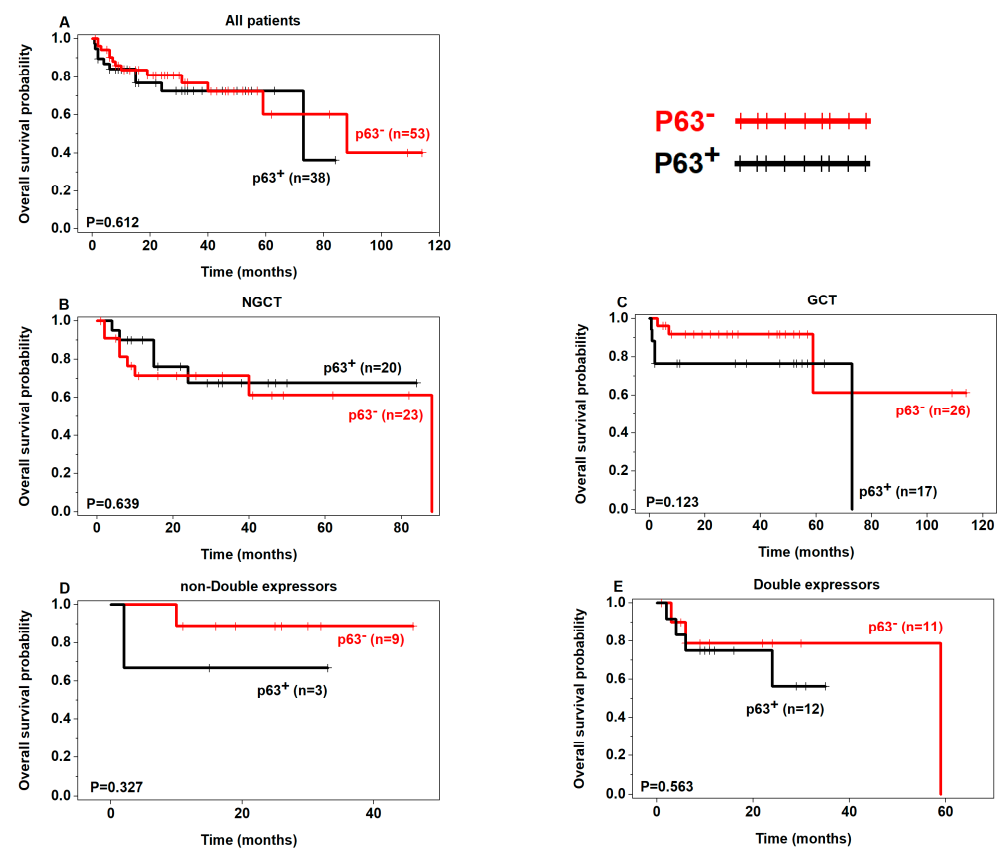 A
All patients
Overall survival probability
1.0
0.8
0.6
0.4
0.2
0.0
p63- (n=53)
p63+ (n=38)
P=0.612
0 20 40 60 80 100 120
Time (months)
P63-
P63+
B
NGCT
Overall survival probability
1.0
0.8
0.6
0.4
0.2
0.0
p63+ (n=20)
p63- (n=23)
P=0.639
0 20 40 60 80
Time (months)
C
GCT
Overall survival probability
1.0
0.8
0.6
0.4
0.2
0.0
p63- (n=26)
p63+ (n=17)
P=0.123
0 20 40 60 80 100 120
Time (months)
D
non-Double expressors
Overall survival probability
1.0
0.8
0.6
0.4
0.2
0.0
p63- (n=9)
p63+ (n=3)
P=0.327
0 20 40
Time (months)
E
Double expressors
Overall survival probability
1.0
0.8
0.6
0.4
0.2
0.0
p63- (n=11)
p63+ (n=12)
P=0.563
0 20 40 60
Time (months)